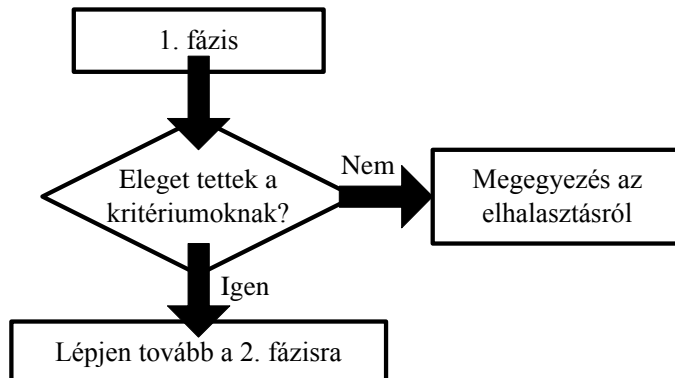 1. fázis
Eleget tettek a
kritériumoknak?
Nem
Megegyezés az
elhalasztásról
Igen
Lépjen tovább a 2. fázisra